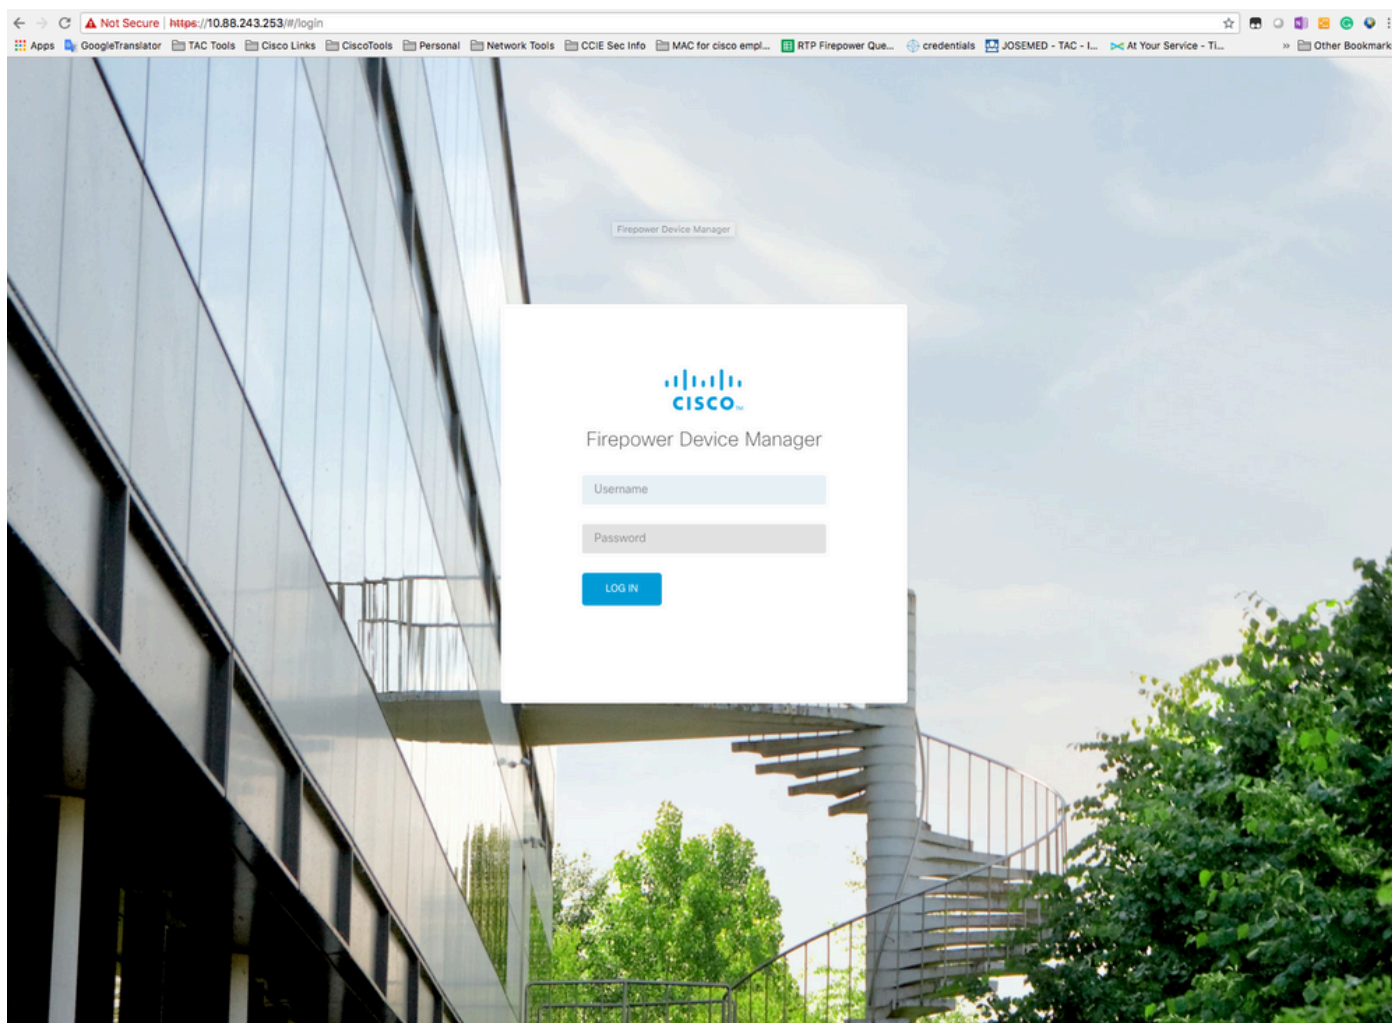 Not Secure | https://10.88.243.253/#/login
Apps GoogleTranslator TAC Tools Cisco Links CiscoTools Personal Network Tools CCIE Sec Info MAC for cisco empl... RTP Firepower Que... credentials JOSEMED - TAC - I... At Your Service - Ti... » Other Bookmark
Firepower Device Manager
CISCO™
Firepower Device Manager
Username
Password
LOG IN